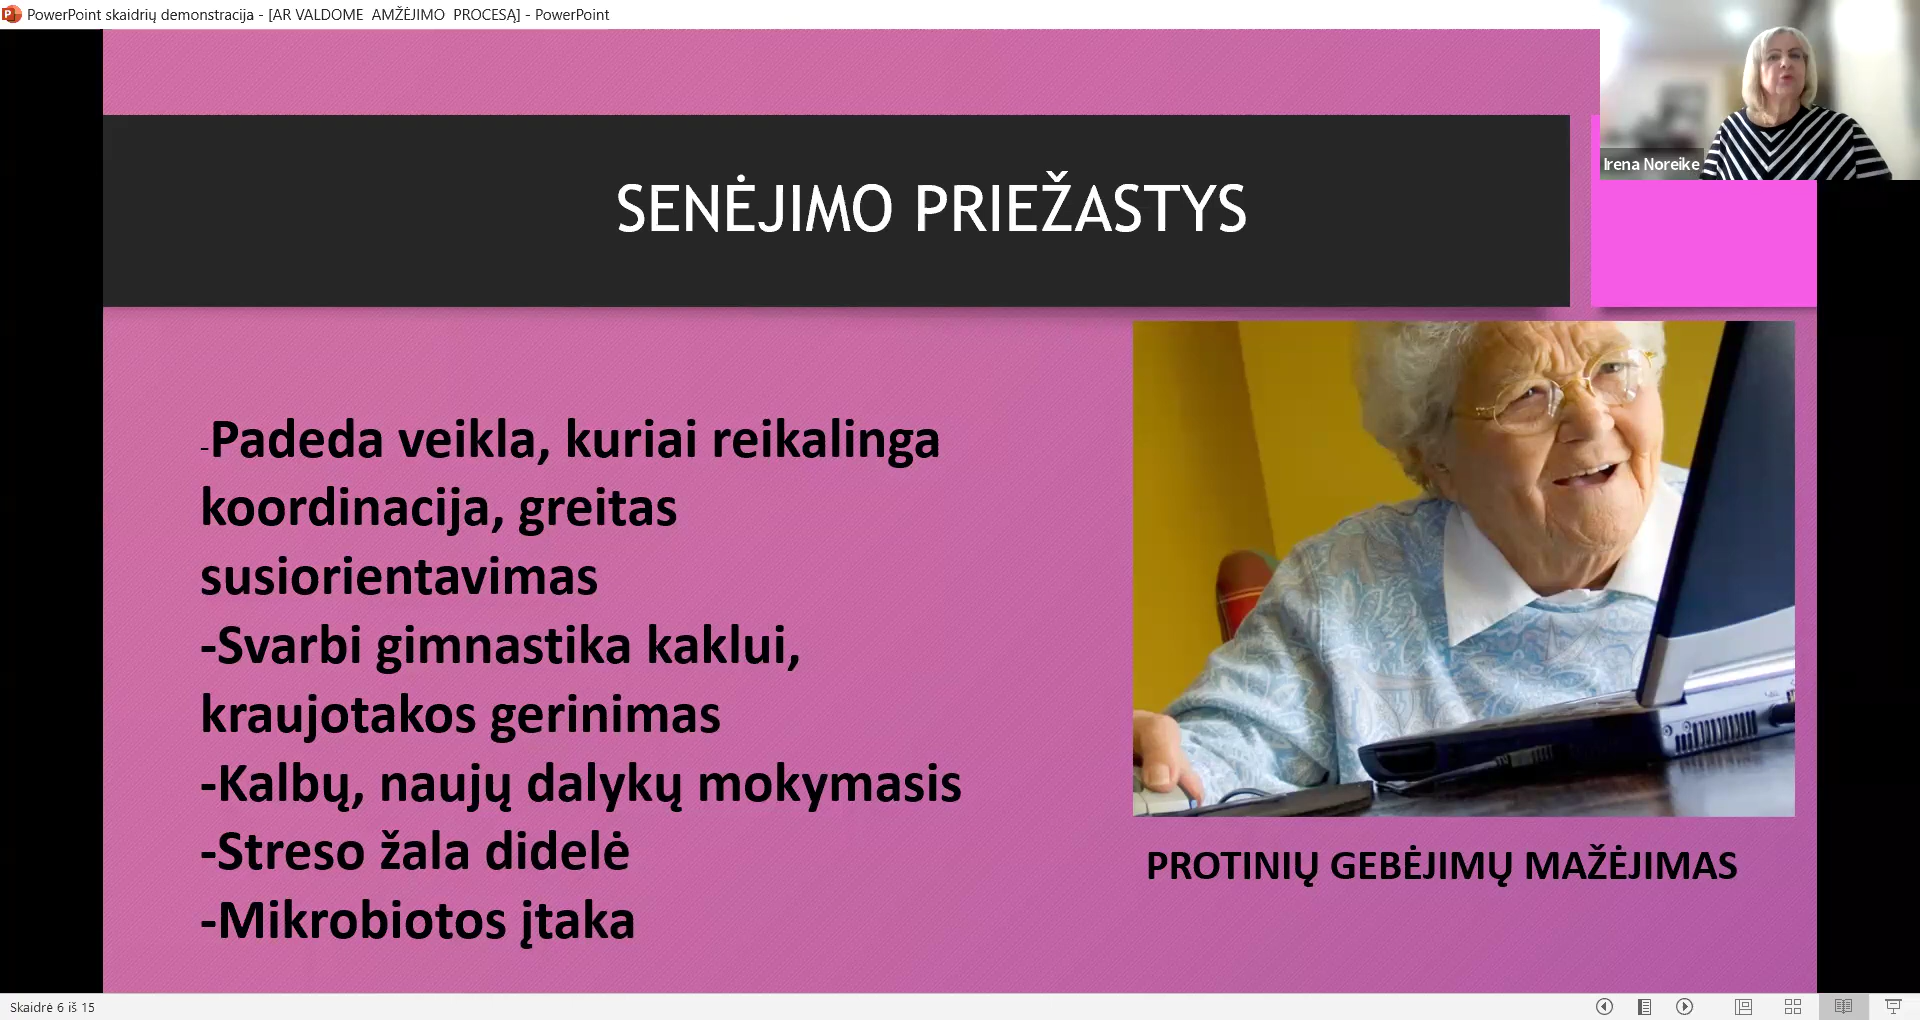 PowerPoint skaidrių demonstracija - [AR VALDOME  AMŽĖJIMO  PROCESĄ] - PowerPoint
Irena Noreike
SENĖJIMO PRIEŽASTYS
-Padeda veikla, kuriai reikalinga
koordinacija, greitas
susiorientavimas
-Svarbi gimnastika kaklui,
kraujotakos gerinimas
-Kalbų, naujų dalykų mokymasis
-Streso žala didelė
-Mikrobiotos įtaka
PROTINIŲ GEBĖJIMŲ MAŽĖJIMAS
Skaidrė 6 iš 15